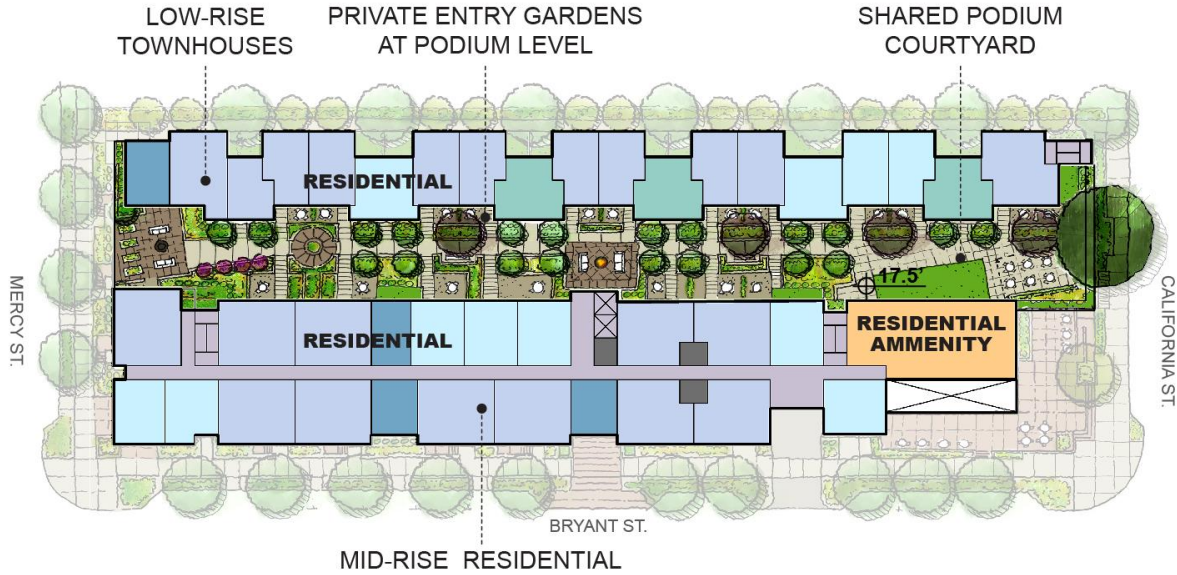 LOW-RISE
TOWNHOUSES
PRIVATE ENTRY GARDENS
AT PODIUM LEVEL
SHARED PODIUM
COURTYARD
RESIDENTIAL
MERCY ST.
17.5'
CALIFORNIA ST.
RESIDENTIAL
RESIDENTIAL
AMMENITY
BRYANT ST.
MID-RISE RESIDENTIAL